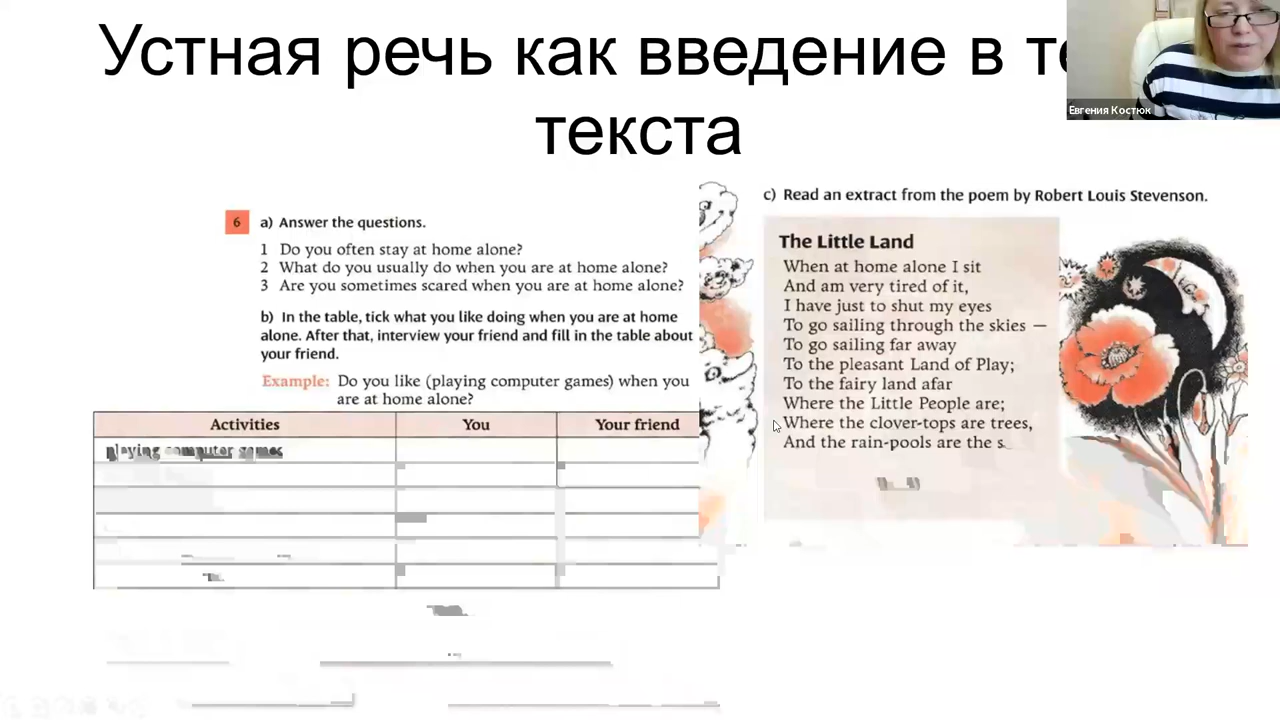 Устная речь как введение в
текста
Евгения Костюк
6 a) Answer the questions.
1 Do you often stay at home alone?
2 What do you usually do when you are at home alone?
3 Are you sometimes scared when you are at home alone?
b) In the table, tick what you like doing when you are at home
alone. After that, interview your friend and fill in the table about
your friend.
Example: Do you like (playing computer games) when you
are at home alone?
Activities You Your friend
playing computer games
c) Read an extract from the poem by Robert Louis Stevenson.
The Little Land
When at home alone I sit
And am very tired of it,
I have just to shut my eyes
To go sailing through the skies —
To go sailing far away
To the pleasant Land of Play;
To the fairy land afar
Where the Little People are;
Where the clover-tops are trees,
And the rain-pools are the